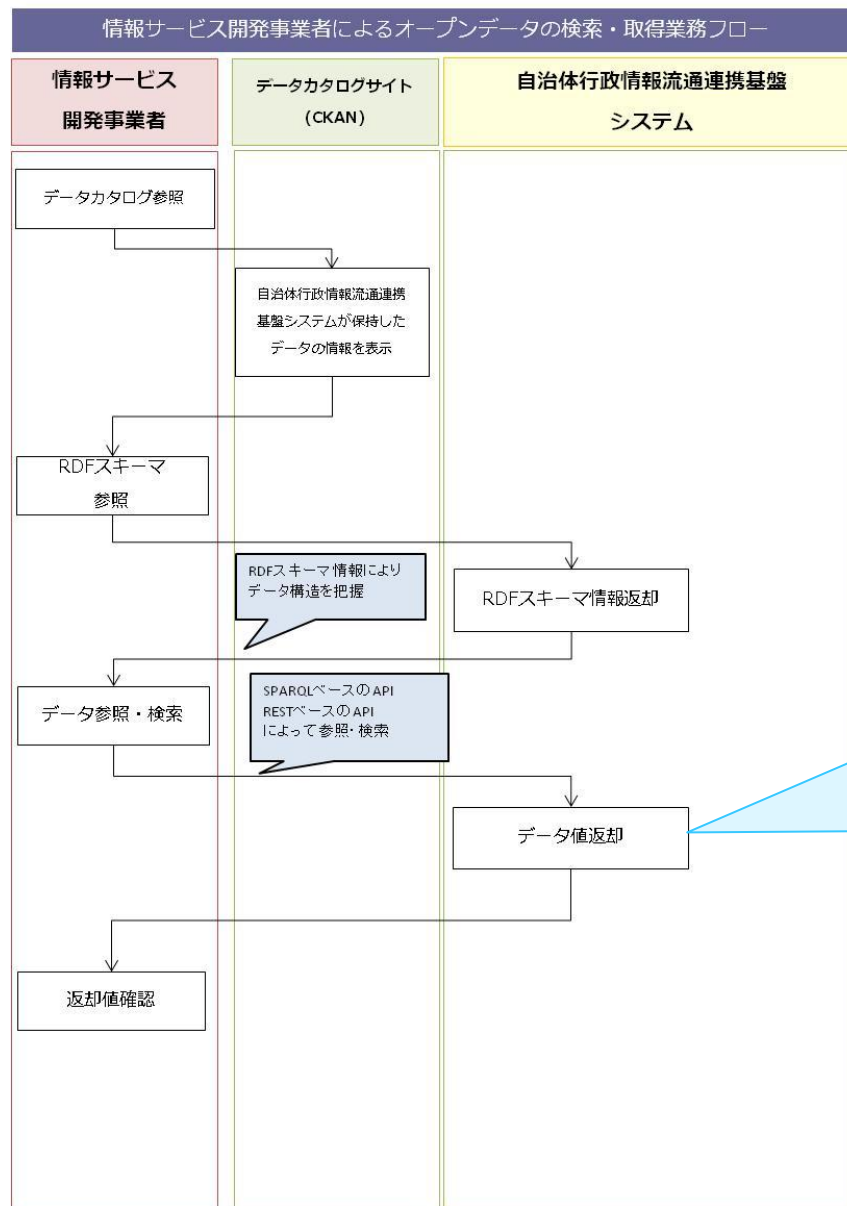 情報サービス開発事業者によるオープンデータの検索・取得業務フロー
情報サービス
開発事業者
データカタログサイト
(CKAN)
自治体行政情報流通連携基盤
システム
データカタログ参照
自治体行政情報流通連携
基盤システムが保持した
データの情報を表示
RDFスキーマ
参照
RDFスキーマ情報により
データ構造を把握
RDFスキーマ情報返却
データ参照・検索
SPARQLベースのAPI
RESTベースのAPI
によって参照・検索
データ値返却
返却値確認